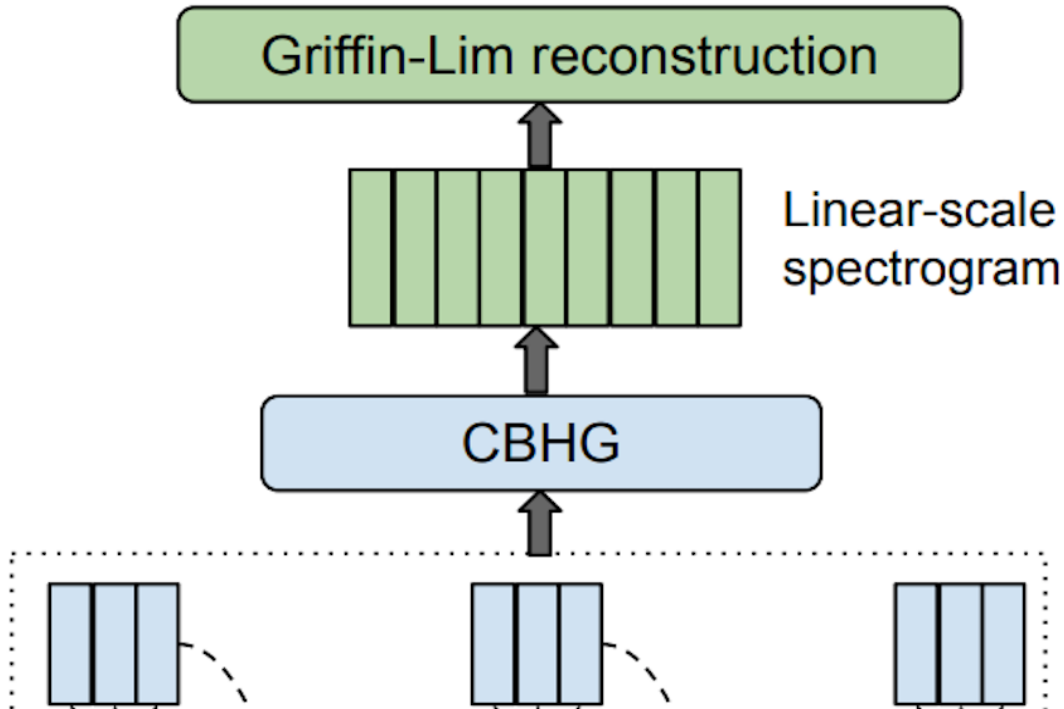 Griffin-Lim reconstruction
Linear-scale
spectrogram
CBHG